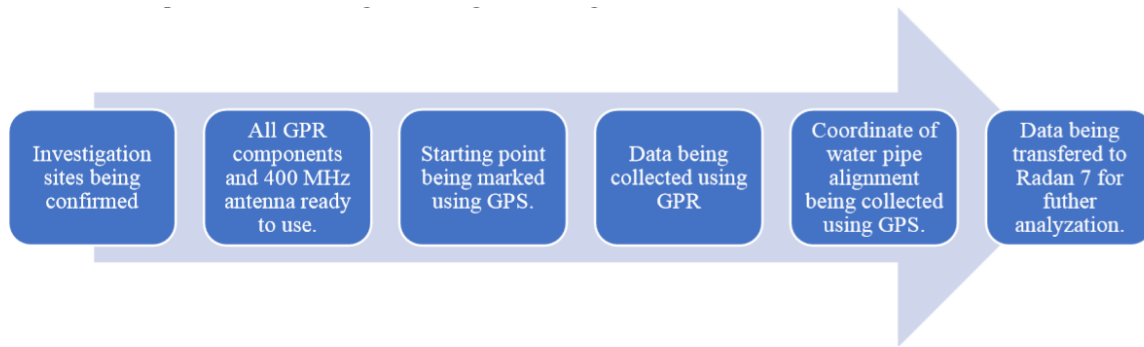 Investigation
sites being
confirmed
All GPR
components
and 400 MHz
antenna ready
to use.
Starting point
being marked
using GPS.
Data being
collected using
GPR
Coordinate of
water pipe
alignment
being collected
using GPS.
Data being
transfered to
Radan 7 for
futher
analyzation.